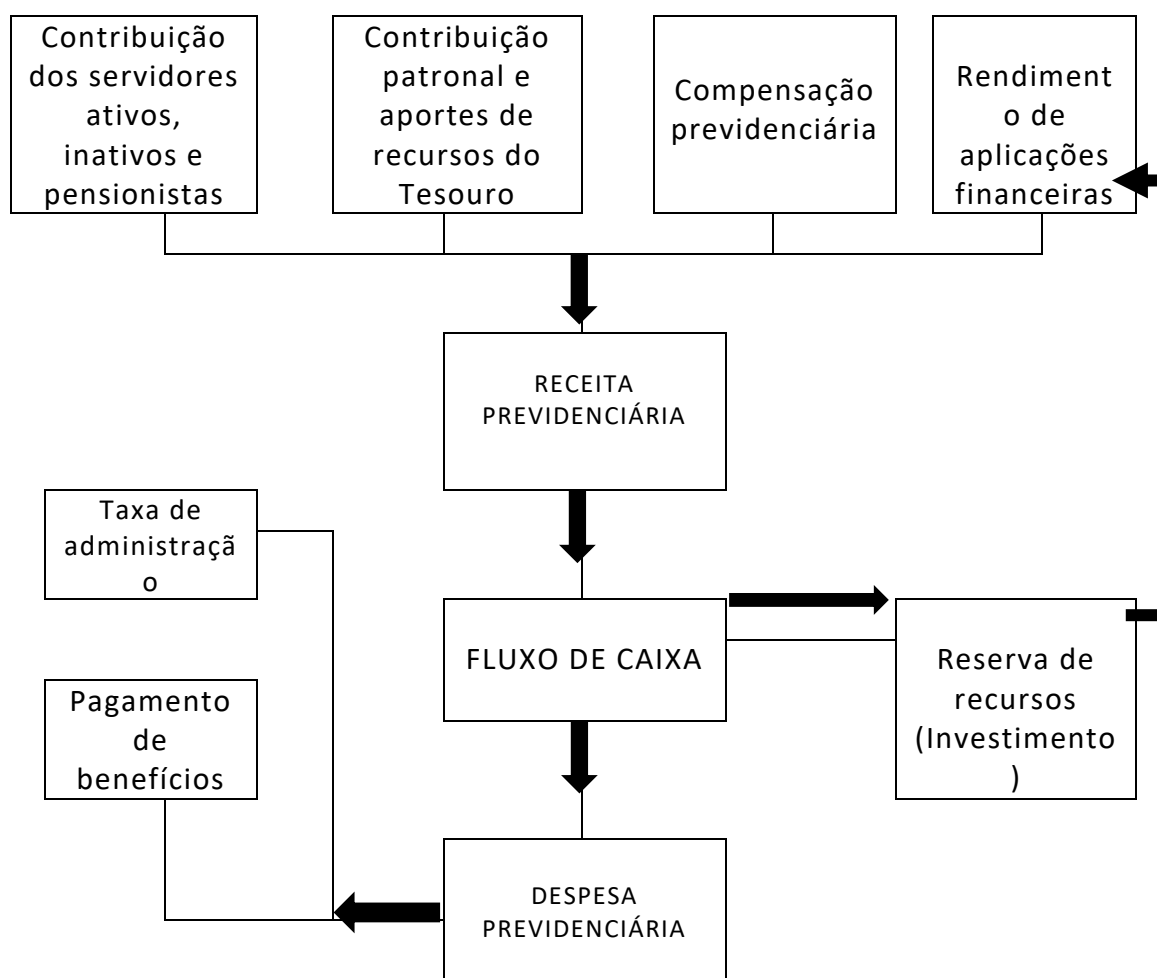 Contribuição
dos servidores
ativos,
inativos e
pensionistas
Contribuição
patronal e
aportes de
recursos do
Tesouro
Compensação
previdenciária
Rendiment
o de
aplicações
financeiras
RECEITA
PREVIDENCIÁRIA
Taxa de
administraçã
o
FLUXO DE CAIXA
Reserva de
recursos
(Investimento
)
Pagamento
de
benefícios
DESPESA
PREVIDENCIÁRIA